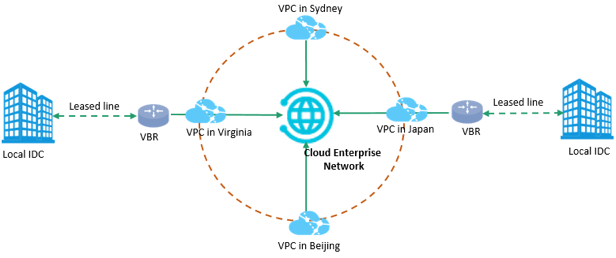 VPC in Sydney
Leased line
Leased line
VBR
VPC in Virginia
VPC in Japan
VBR
Local IDC
Cloud Enterprise
Network
Local IDC
VPC in Beijing